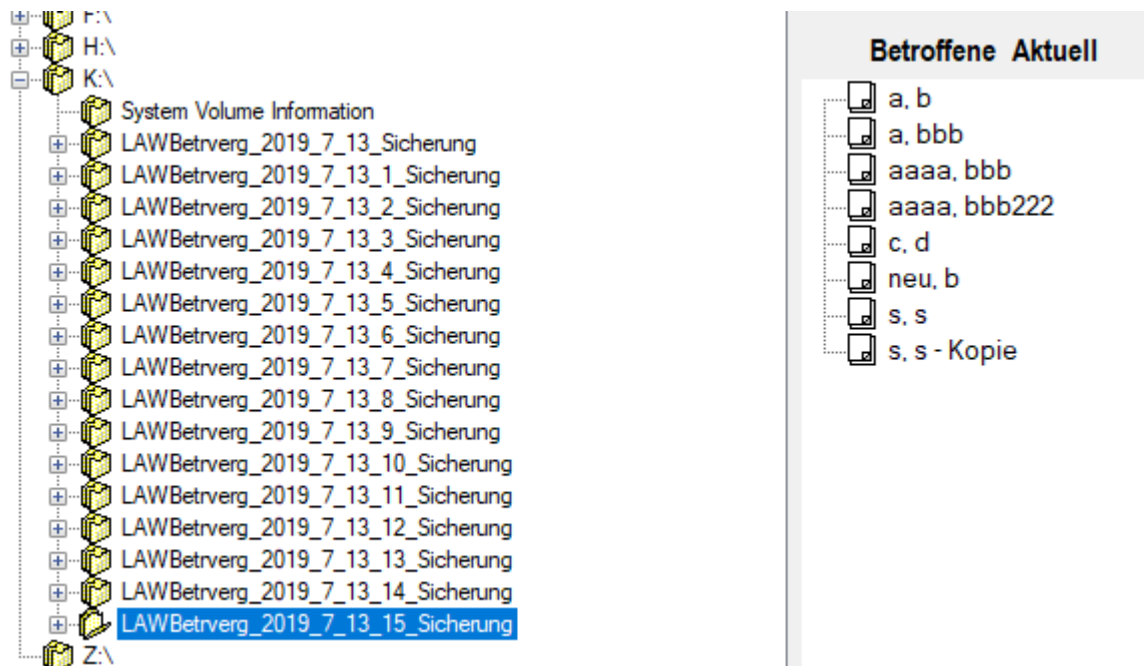 F:\
H:\
K:\
System Volume Information
LAWBetrverg_2019_7_13_Sicherung
LAWBetrverg_2019_7_13_1_Sicherung
LAWBetrverg_2019_7_13_2_Sicherung
LAWBetrverg_2019_7_13_3_Sicherung
LAWBetrverg_2019_7_13_4_Sicherung
LAWBetrverg_2019_7_13_5_Sicherung
LAWBetrverg_2019_7_13_6_Sicherung
LAWBetrverg_2019_7_13_7_Sicherung
LAWBetrverg_2019_7_13_8_Sicherung
LAWBetrverg_2019_7_13_9_Sicherung
LAWBetrverg_2019_7_13_10_Sicherung
LAWBetrverg_2019_7_13_11_Sicherung
LAWBetrverg_2019_7_13_12_Sicherung
LAWBetrverg_2019_7_13_13_Sicherung
LAWBetrverg_2019_7_13_14_Sicherung
LAWBetrverg_2019_7_13_15_Sicherung
Z:\
Betroffene Aktuell
a, b
a, bbb
aaaa, bbb
aaaa, bbb222
c, d
neu, b
s, s
s, s - Kopie